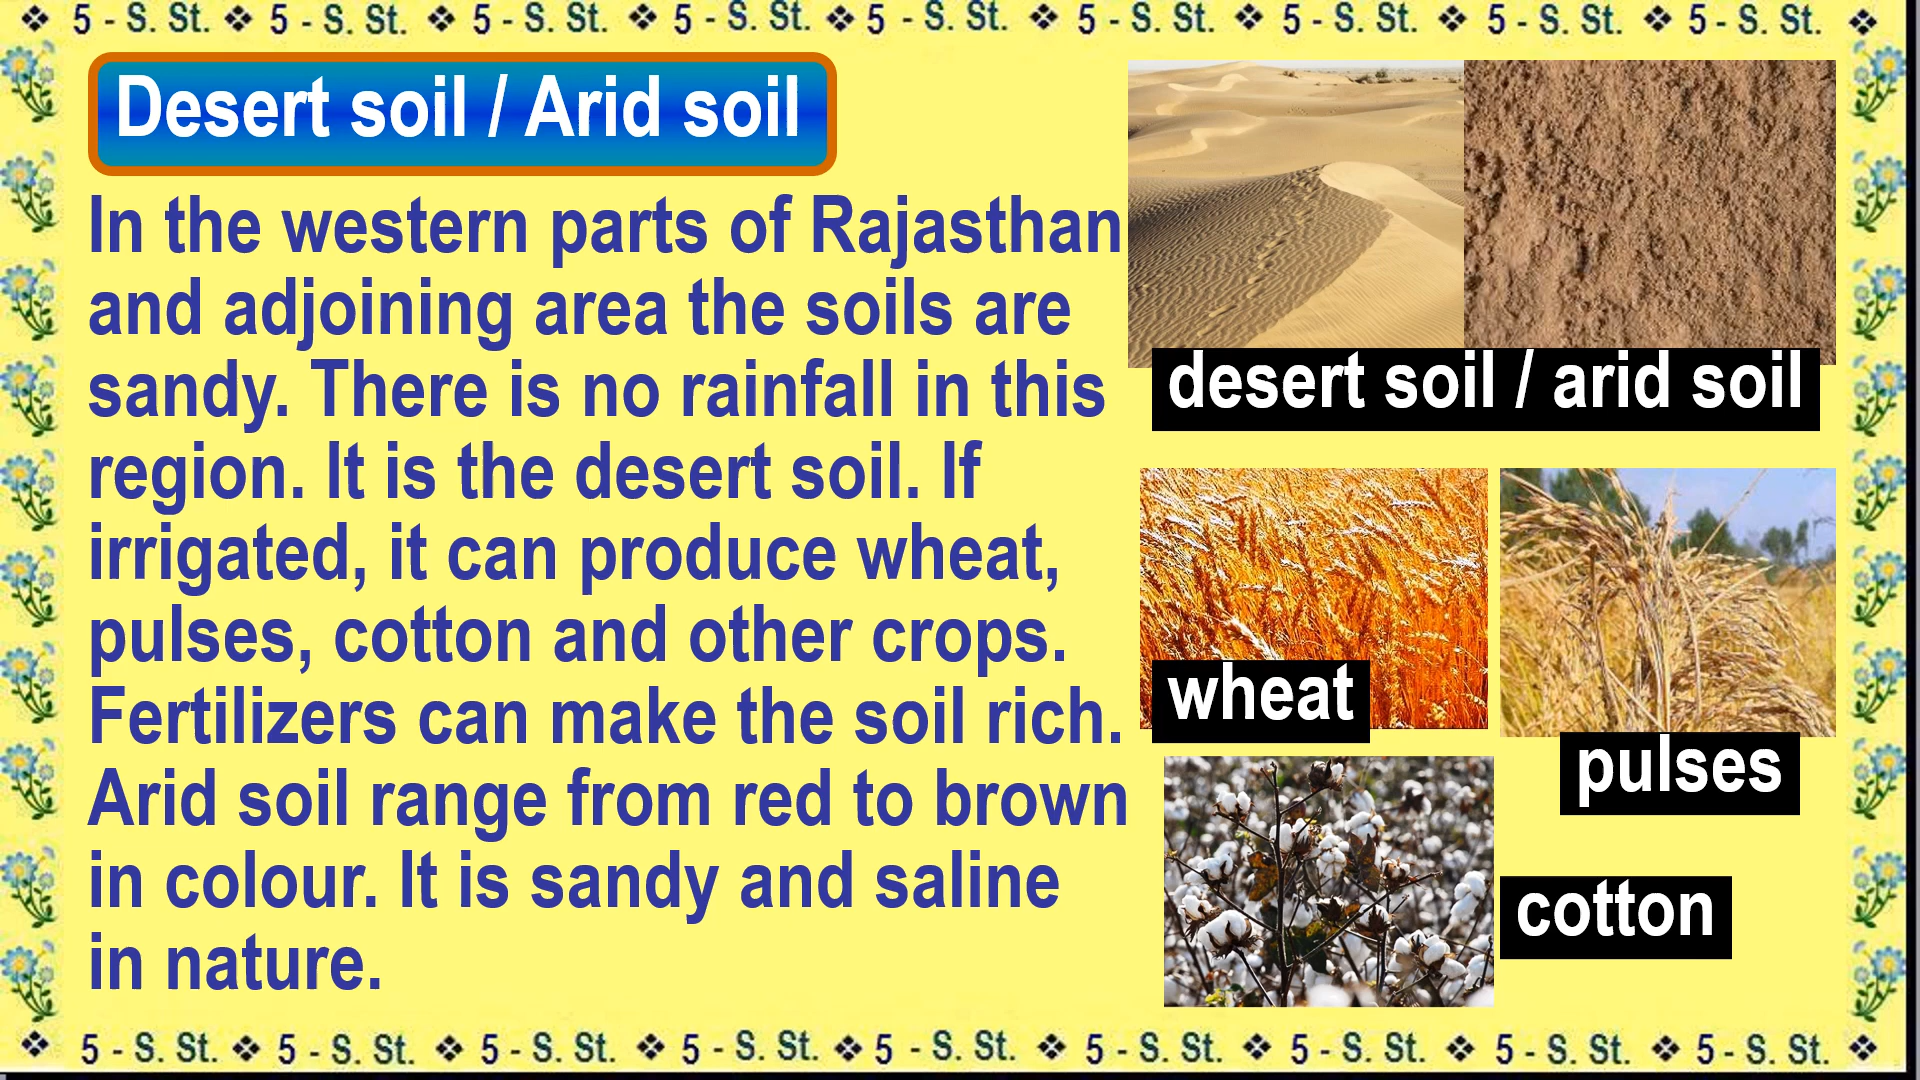 ❖ 5 - S. St. ❖ 5 - S. St. ❖ 5 - S. St. ❖ 5 - S. St. ❖ 5 - S. St. ❖ 5 - S. St. ❖ 5 - S. St. ❖ 5 - S. St. ❖ 5 - S. St. ❖
Desert soil / Arid soil
In the western parts of Rajasthan
and adjoining area the soils are
sandy. There is no rainfall in this
region. It is the desert soil. If
irrigated, it can produce wheat,
pulses, cotton and other crops.
Fertilizers can make the soil rich.
Arid soil range from red to brown
in colour. It is sandy and saline
in nature.
desert soil / arid soil
wheat
pulses
cotton
❖ 5 - S. St. ❖ 5 - S. St. ❖ 5 - S. St. ❖ 5 - S. St. ❖ 5 - S. St. ❖ 5 - S. St. ❖ 5 - S. St. ❖ 5 - S. St. ❖ 5 - S. St. ❖